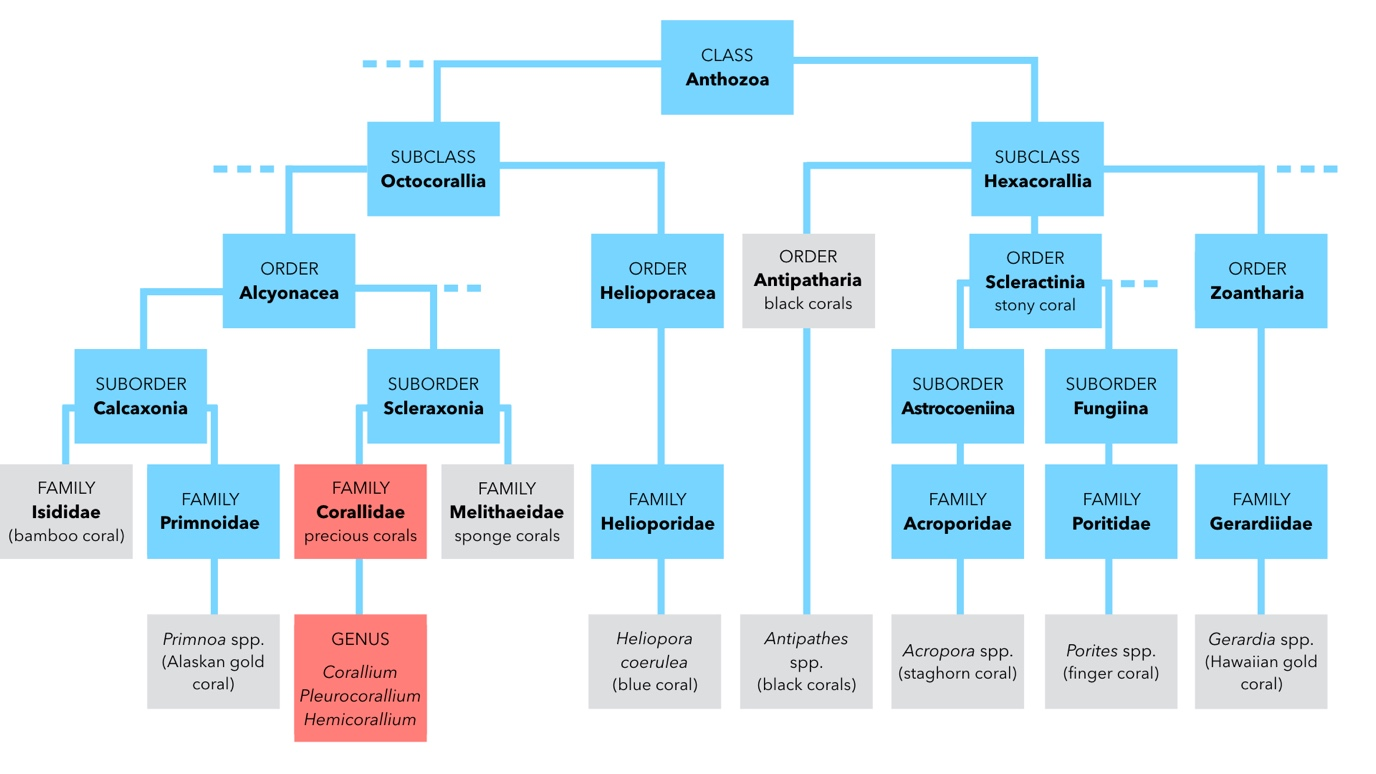 CLASS
Anthozoa
SUBCLASS
Octocorallia
SUBCLASS
Hexacorallia
ORDER
Alcyonacea
ORDER
Helioporacea
ORDER
Antipatharia
black corals
ORDER
Scleractinia
stony coral
ORDER
Zoantharia
SUBORDER
Calcaxonia
SUBORDER
Scleraxonia
SUBORDER
Astrocoeniina
SUBORDER
Fungiina
FAMILY
Isididae
(bamboo coral)
FAMILY
Primnoidae
FAMILY
Corallidae
precious corals
FAMILY
Melithaeidae
sponge corals
FAMILY
Helioporidae
FAMILY
Acroporidae
FAMILY
Poritidae
FAMILY
Gerardiidae
Primnoa spp.
(Alaskan gold
coral)
GENUS
Corallium
Pleurocorallium
Hemicorallium
Heliopora
coerulea
(blue coral)
Antipathes
spp.
(black corals)
Acropora spp.
(staghorn coral)
Porites spp.
(finger coral)
Gerardia spp.
(Hawaiian gold
coral)